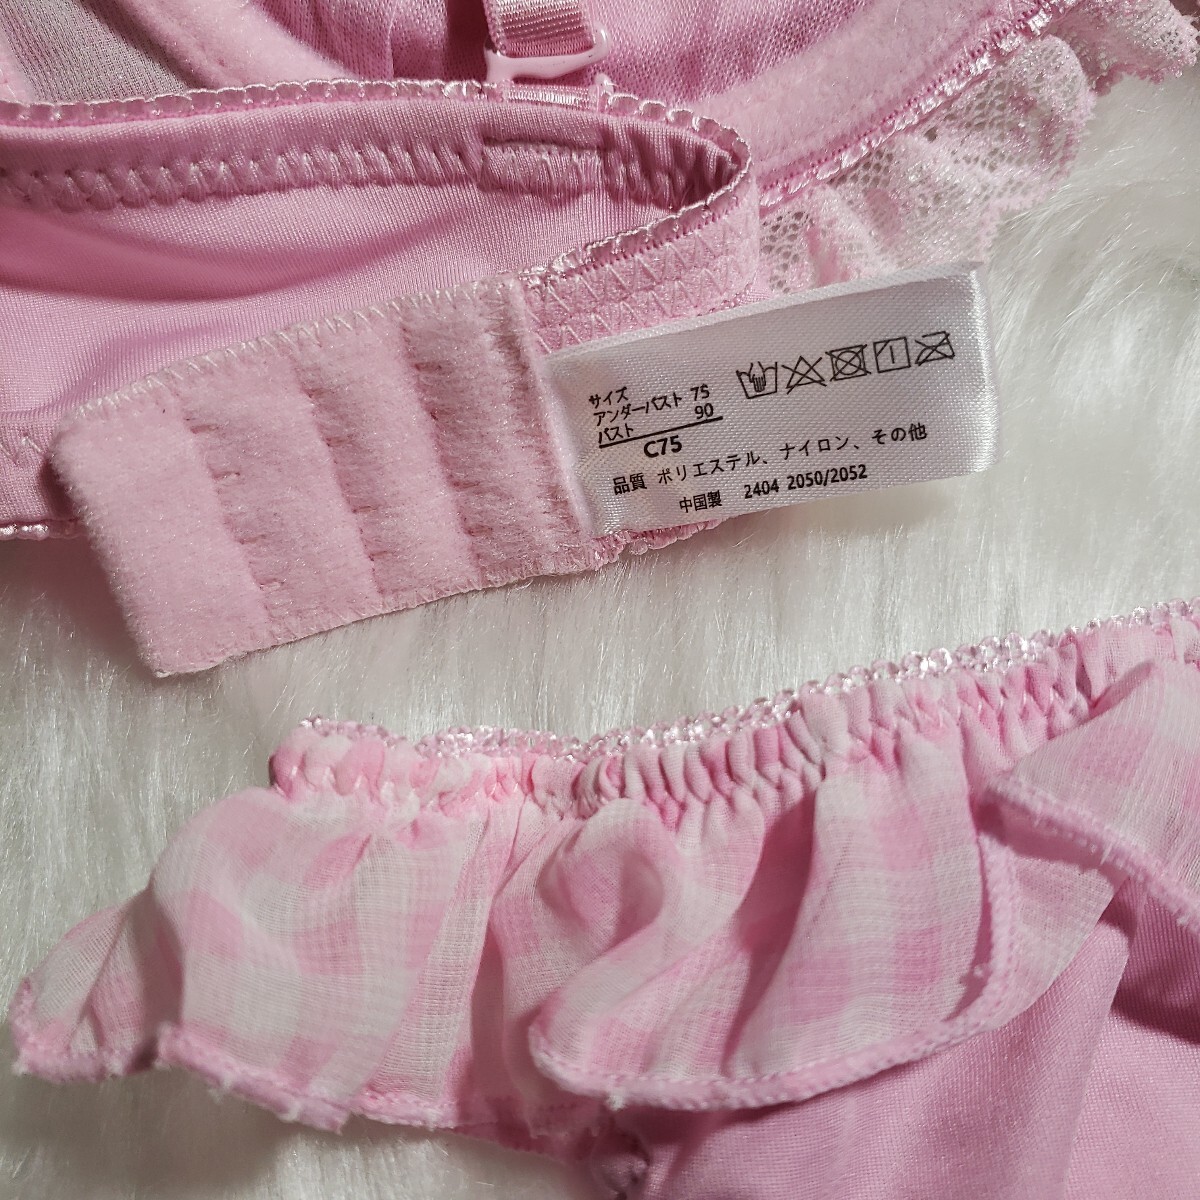 サイズ
アンダーバスト 75
バスト 90
C75
品質 ポリエステル、ナイロン、その他
中国製 2404 2050/2052